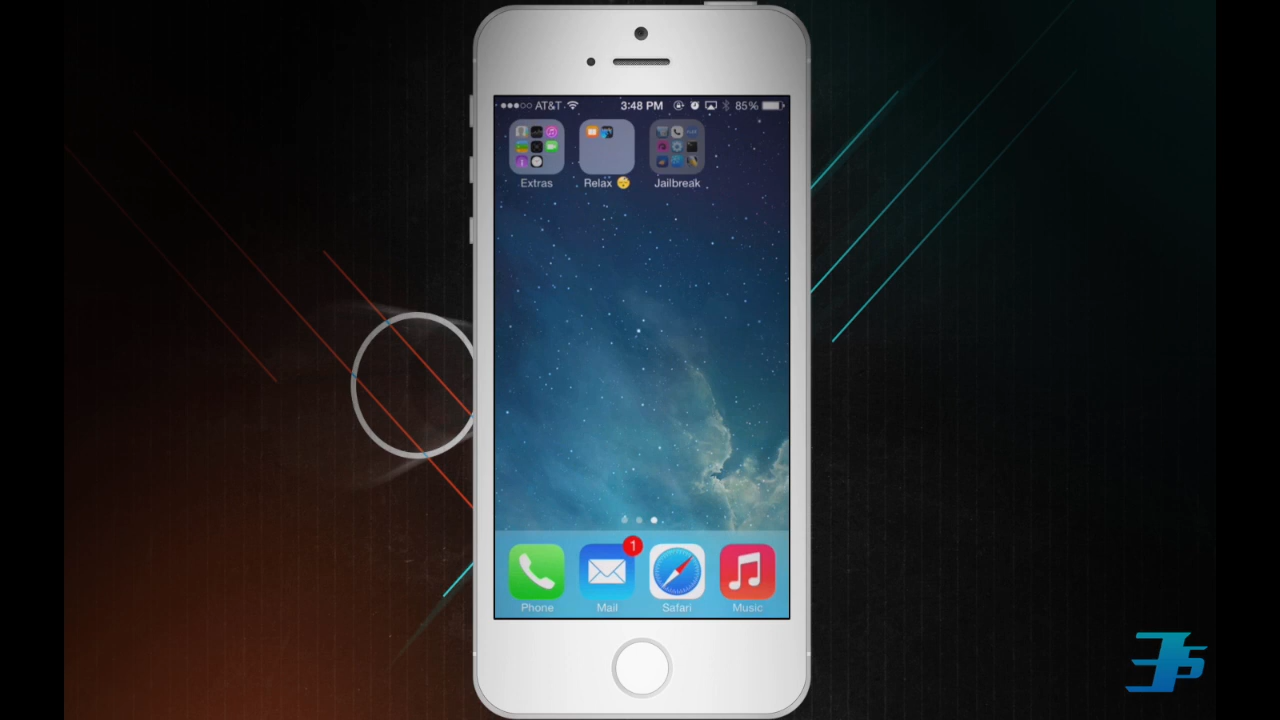 AT&T 3:48 PM 85%
Extras Relax 😴 Jailbreak
1
Phone Mail Safari Music